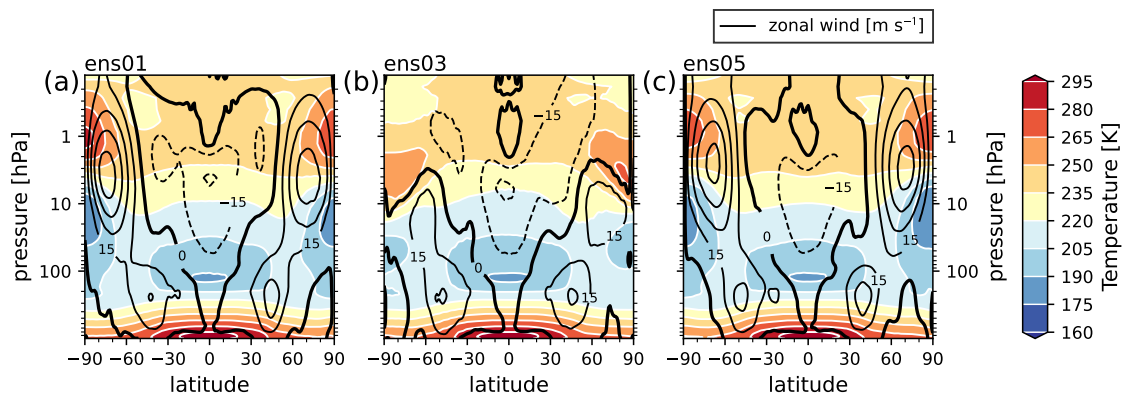 zonal wind [m s⁻¹]
(a) ens01
(b) ens03
(c) ens05
pressure [hPa]
1
10
100
−15
0
15
15
−15
−15
0
15
15
15
−15
0
15
15
1
10
100
pressure [hPa]
−90 −60 −30 0 30 60 90
−90 −60 −30 0 30 60 90
−90 −60 −30 0 30 60 90
latitude
latitude
latitude
295
280
265
250
235
220
205
190
175
160
Temperature [K]